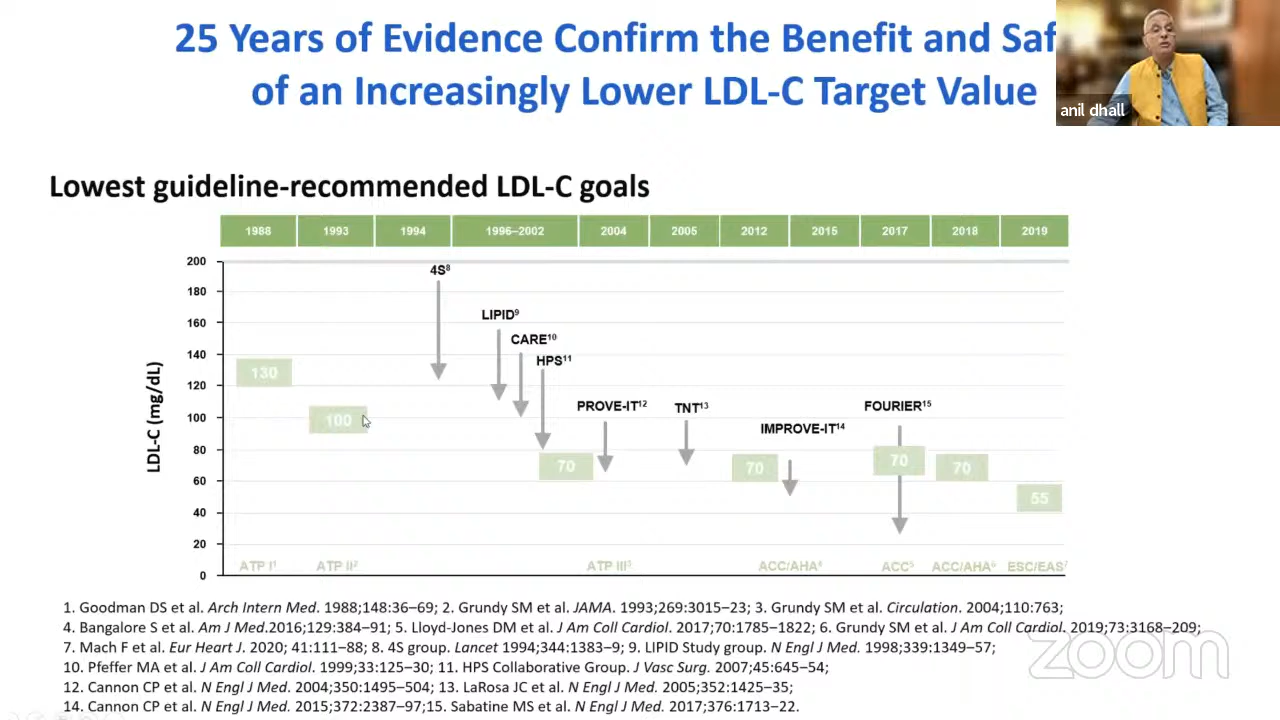 25 Years of Evidence Confirm the Benefit and Saf
of an Increasingly Lower LDL-C Target Value
anil dhall
Lowest guideline-recommended LDL-C goals
1988 1993 1994 1996–2002 2004 2005 2012 2015 2017 2018 2019
LDL-C (mg/dL)
200
180
160
140
120
100
80
60
40
20
0
4S8
LIPID9
CARE10
HPS11
PROVE-IT12
TNT13
IMPROVE-IT14
FOURIER15
130
100
70
70
70
70
55
ATP I1 ATP II2 ATP III3 ACC/AHA4 ACC5 ACC/AHA6 ESC/EAS7
1. Goodman DS et al. Arch Intern Med. 1988;148:36–69; 2. Grundy SM et al. JAMA. 1993;269:3015–23; 3. Grundy SM et al. Circulation. 2004;110:763;
4. Bangalore S et al. Am J Med.2016;129:384–91; 5. Lloyd-Jones DM et al. J Am Coll Cardiol. 2017;70:1785–1822; 6. Grundy SM et al. J Am Coll Cardiol. 2019;73:3168–209;
7. Mach F et al. Eur Heart J. 2020; 41:111–88; 8. 4S group. Lancet 1994;344:1383–9; 9. LIPID Study group. N Engl J Med. 1998;339:1349–57;
10. Pfeffer MA et al. J Am Coll Cardiol. 1999;33:125–30; 11. HPS Collaborative Group. J Vasc Surg. 2007;45:645–54;
12. Cannon CP et al. N Engl J Med. 2004;350:1495–504; 13. LaRosa JC et al. N Engl J Med. 2005;352:1425–35;
14. Cannon CP et al. N Engl J Med. 2015;372:2387–97;15. Sabatine MS et al. N Engl J Med. 2017;376:1713–22.
zoom